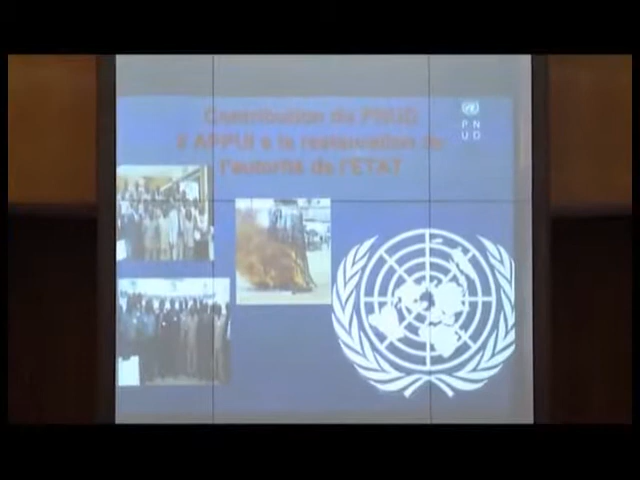 Contribution du PNUD
à APPUI à la restauration de
l'autorité de l'ETAT
P N
U D